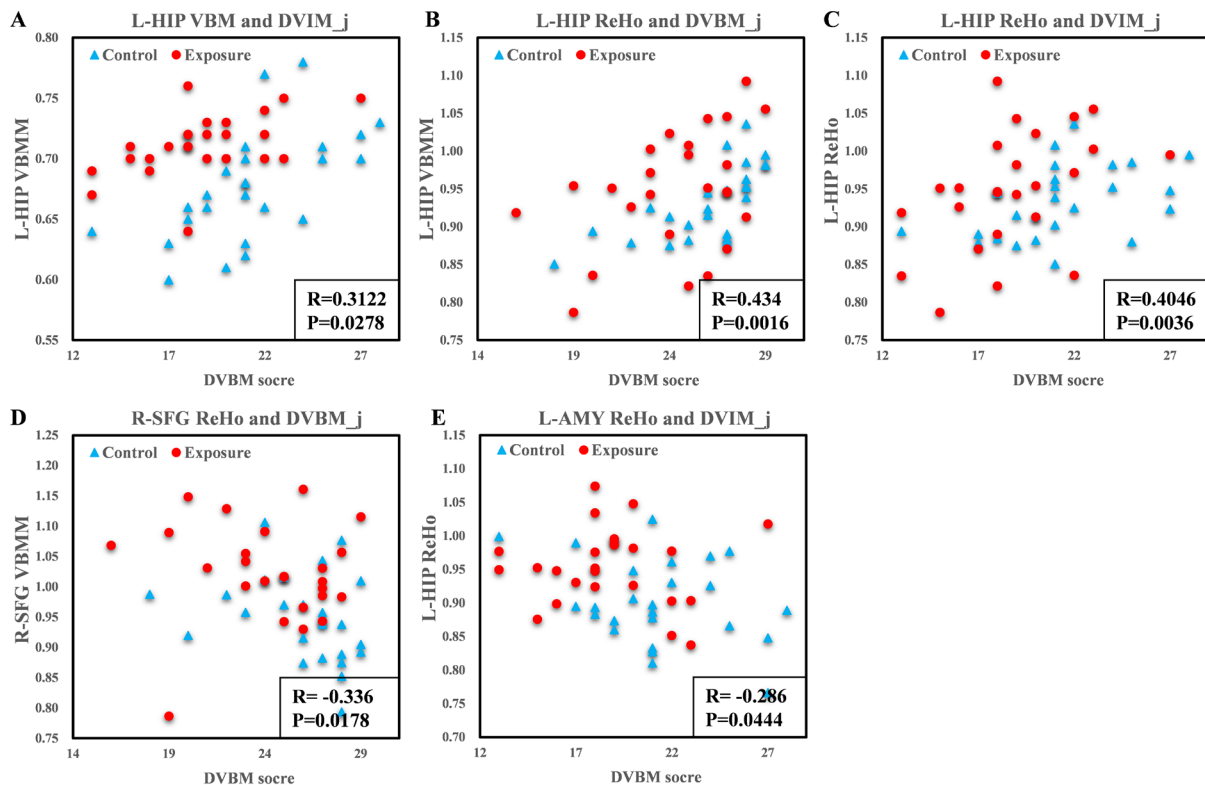 A
L-HIP VBM and DVIM_j
0.80
Control Exposure
0.75
0.70
0.65
0.60
0.55
L-HIP VBMM
R=0.3122
P=0.0278
12 17 22 27
DVBM socre
B
L-HIP ReHo and DVBM_j
1.15
Control Exposure
1.10
1.05
1.00
0.95
0.90
0.85
0.80
0.75
L-HIP VBMM
R=0.434
P=0.0016
14 19 24 29
DVBM socre
C
L-HIP ReHo and DVIM_j
1.15
Control Exposure
1.10
1.05
1.00
0.95
0.90
0.85
0.80
0.75
L-HIP ReHo
R=0.4046
P=0.0036
12 17 22 27
DVBM socre
D
R-SFG ReHo and DVBM_j
1.25
Control Exposure
1.20
1.15
1.10
1.05
1.00
0.95
0.90
0.85
0.80
0.75
R-SFG VBMM
R= -0.336
P=0.0178
14 19 24 29
DVBM socre
E
L-AMY ReHo and DVIM_j
1.15
Control Exposure
1.10
1.05
1.00
0.95
0.90
0.85
0.80
0.75
0.70
L-HIP ReHo
R= -0.286
P=0.0444
12 17 22 27
DVBM socre